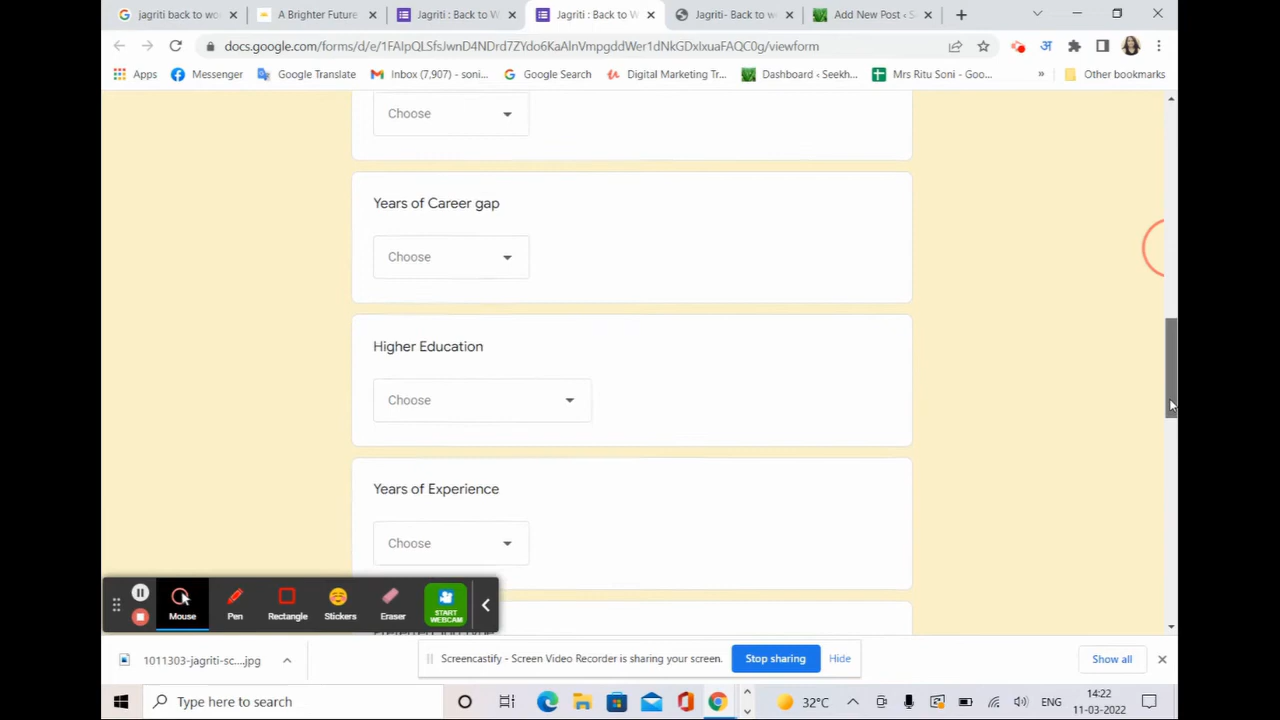 jagriti back to wo
A Brighter Future
Jagriti : Back to W
Jagriti : Back to W
Jagriti- Back to w
Add New Post ‹ S
docs.google.com/forms/d/e/1FAIpQLSfsJwnD4NDrd7ZYdo6KaAlnVmpgddWer1dNkGDxIxuaFAQC0g/viewform
Apps
Messenger
Google Translate
Inbox (7,907) - soni...
Google Search
Digital Marketing Tr...
Dashboard ‹ Seekh...
Mrs Ritu Soni - Goo...
»
Other bookmarks
Choose
Years of Career gap
Choose
Higher Education
Choose
Years of Experience
Choose
Mouse
Pen
Rectangle
Stickers
Eraser
START
WEBCAM
1011303-jagriti-sc....jpg
Screencastify - Screen Video Recorder is sharing your screen.
Stop sharing
Hide
Show all
Type here to search
32°C
ENG
14:22
11-03-2022